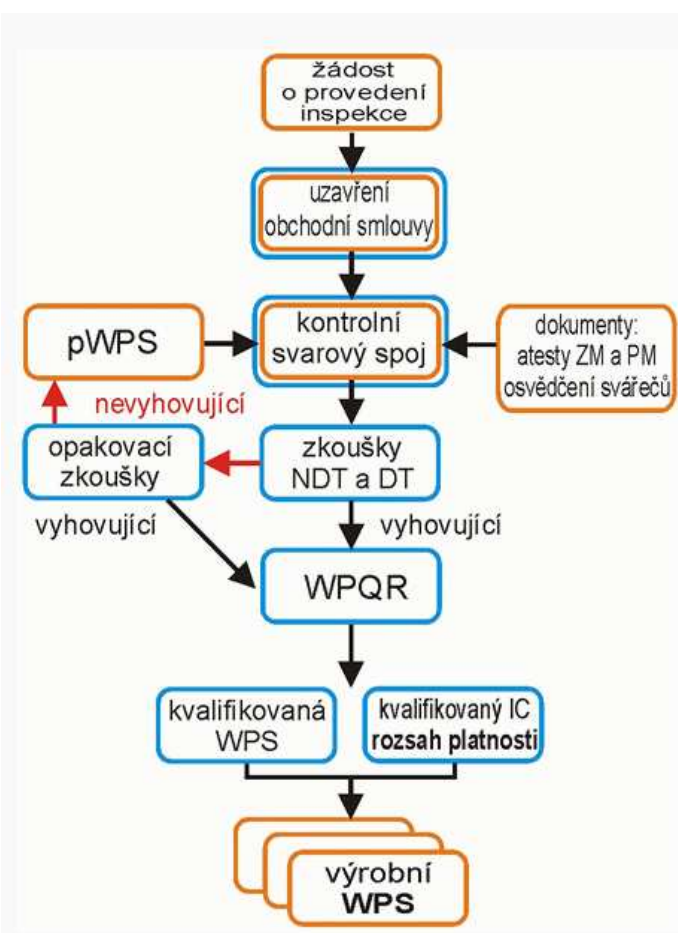 žádost
o provedení
inspekce
uzavření
obchodní smlouvy
pWPS
kontrolní
svarový spoj
dokumenty:
atesty ZM a PM
osvědčení svářečů
nevyhovující
opakovací
zkoušky
zkoušky
NDT a DT
vyhovující
vyhovující
WPQR
kvalifikovaná
WPS
kvalifikovaný IC
rozsah platnosti
výrobní
WPS